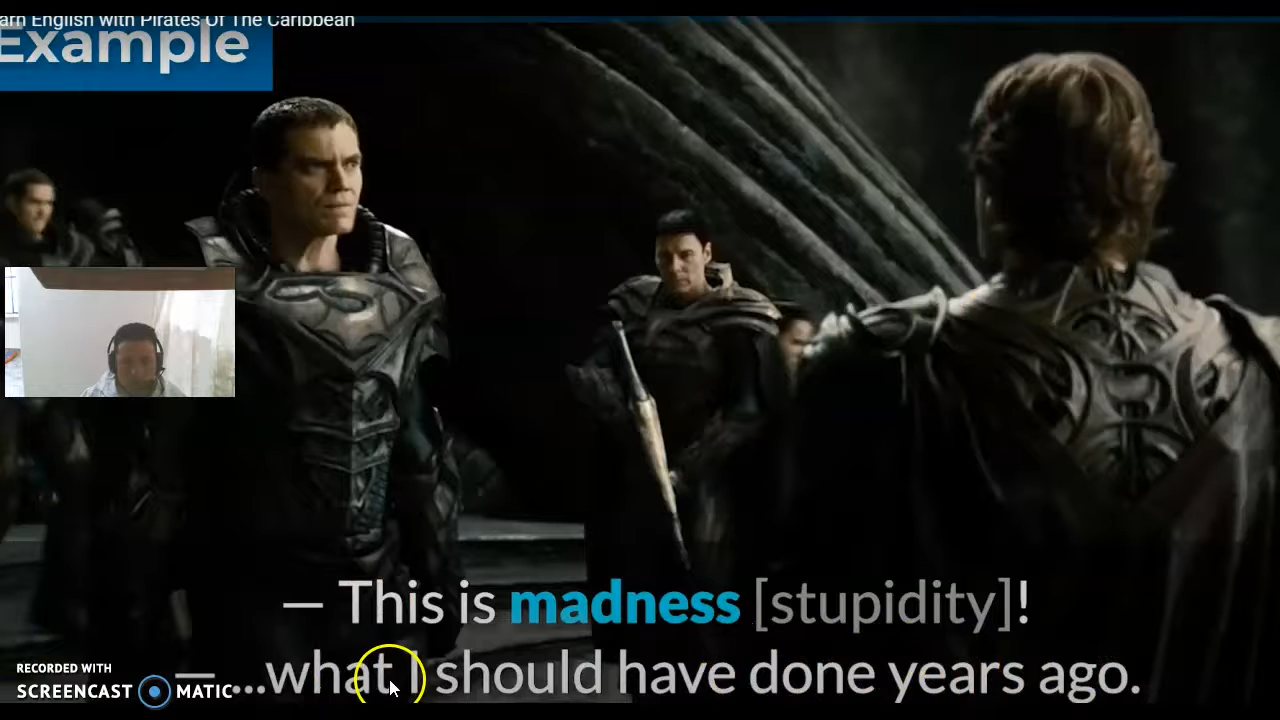 arn English with Pirates Of The Caribbean
Example
— This is madness [stupidity]!
— ...what I should have done years ago.
RECORDED WITH
SCREENCAST MATIC